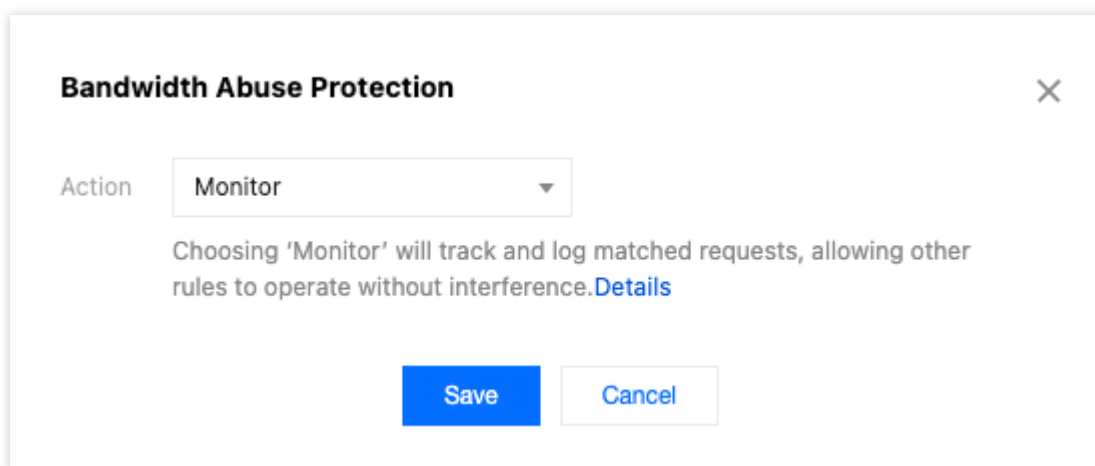 Bandwidth Abuse Protection
Action
Monitor
Choosing ‘Monitor’ will track and log matched requests, allowing other
rules to operate without interference.Details
Save
Cancel